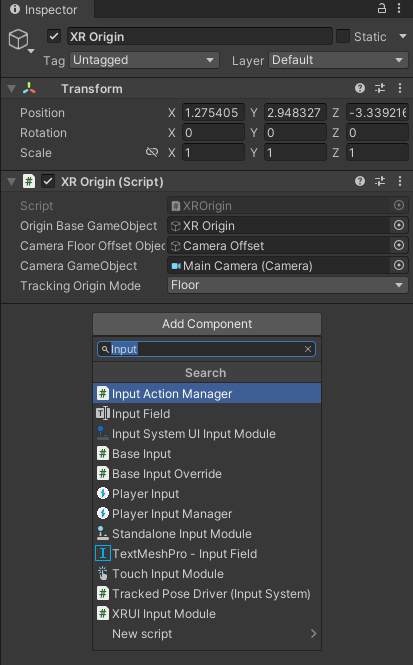 Inspector
XR Origin Static
Tag Untagged Layer Default
Transform
Position X 1.275405 Y 2.948327 Z -3.339216
Rotation X 0 Y 0 Z 0
Scale X 1 Y 1 Z 1
# XR Origin (Script)
Script # XROrigin
Origin Base GameObject XR Origin
Camera Floor Offset Objec Camera Offset
Camera GameObject Main Camera (Camera)
Tracking Origin Mode Floor
Add Component
Input
Search
# Input Action Manager
Input Field
Input System UI Input Module
# Base Input
# Base Input Override
Player Input
Player Input Manager
Standalone Input Module
TextMeshPro - Input Field
Touch Input Module
# Tracked Pose Driver (Input System)
# XRUI Input Module
New script